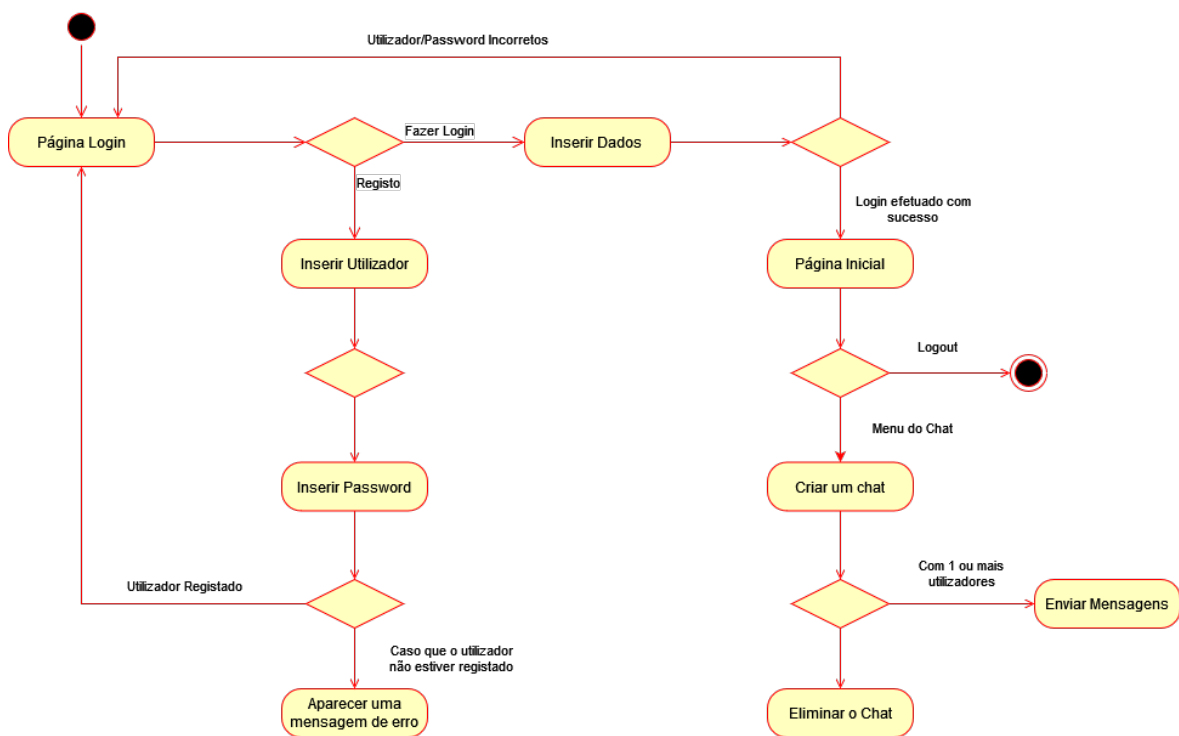 Utilizador/Password Incorretos
Página Login
Fazer Login
Inserir Dados
Registo
Login efetuado com
sucesso
Inserir Utilizador
Página Inicial
Logout
Menu do Chat
Inserir Password
Criar um chat
Com 1 ou mais
utilizadores
Utilizador Registado
Enviar Mensagens
Caso que o utilizador
não estiver registado
Aparecer uma
mensagem de erro
Eliminar o Chat